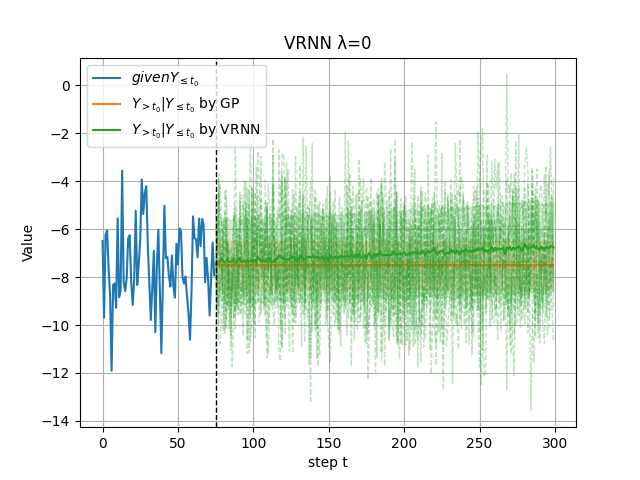 VRNN λ=0
givenY≤t₀
Y>t₀|Y≤t₀ by GP
Y>t₀|Y≤t₀ by VRNN
Value
0
−2
−4
−6
−8
−10
−12
−14
0 50 100 150 200 250 300
step t